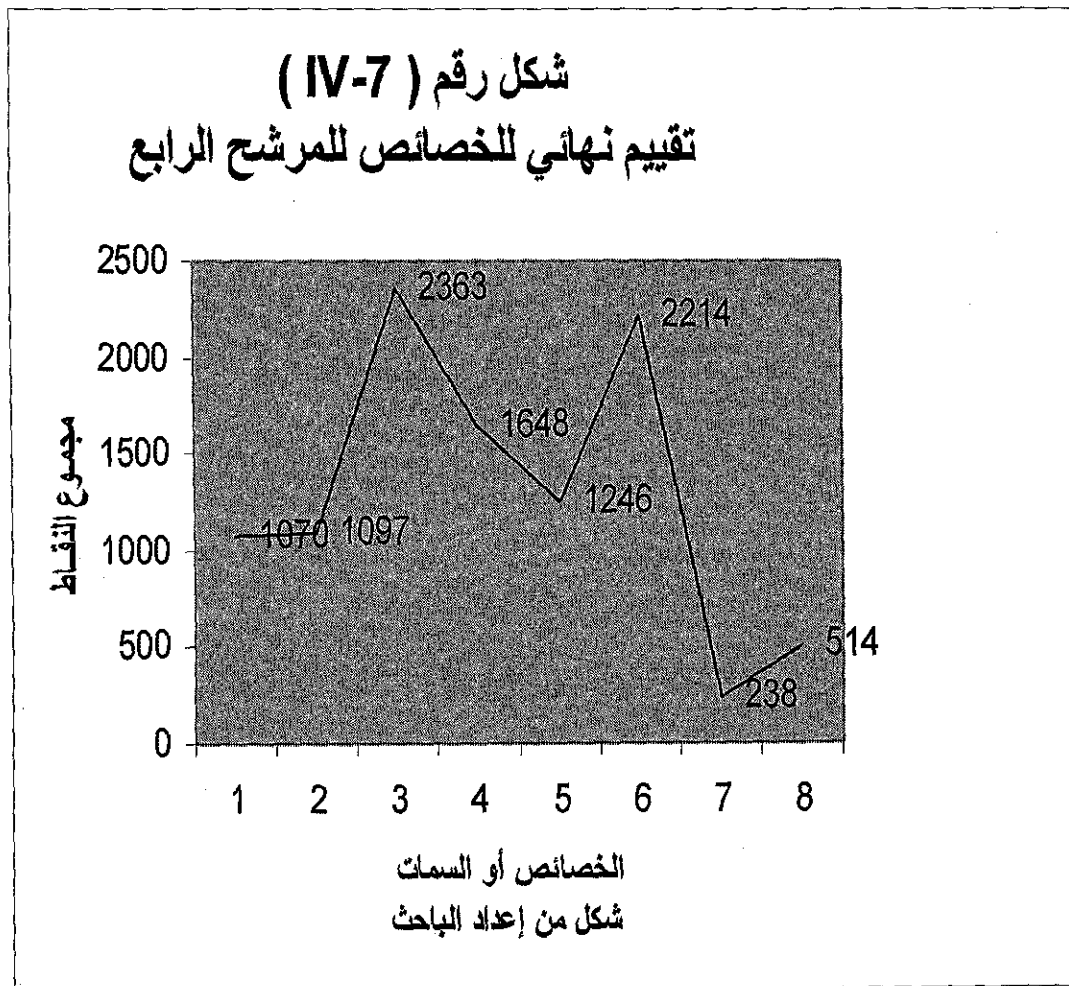 شكل رقم ( IV-7 )
تقييم نهائي للخصائص للمرشح الرابع
مجموع النقاط
2500
2000
1500
1000
500
0
1070
1097
2363
1648
1246
2214
238
514
1 2 3 4 5 6 7 8
الخصائص أو السمات
شكل من إعداد الباحث